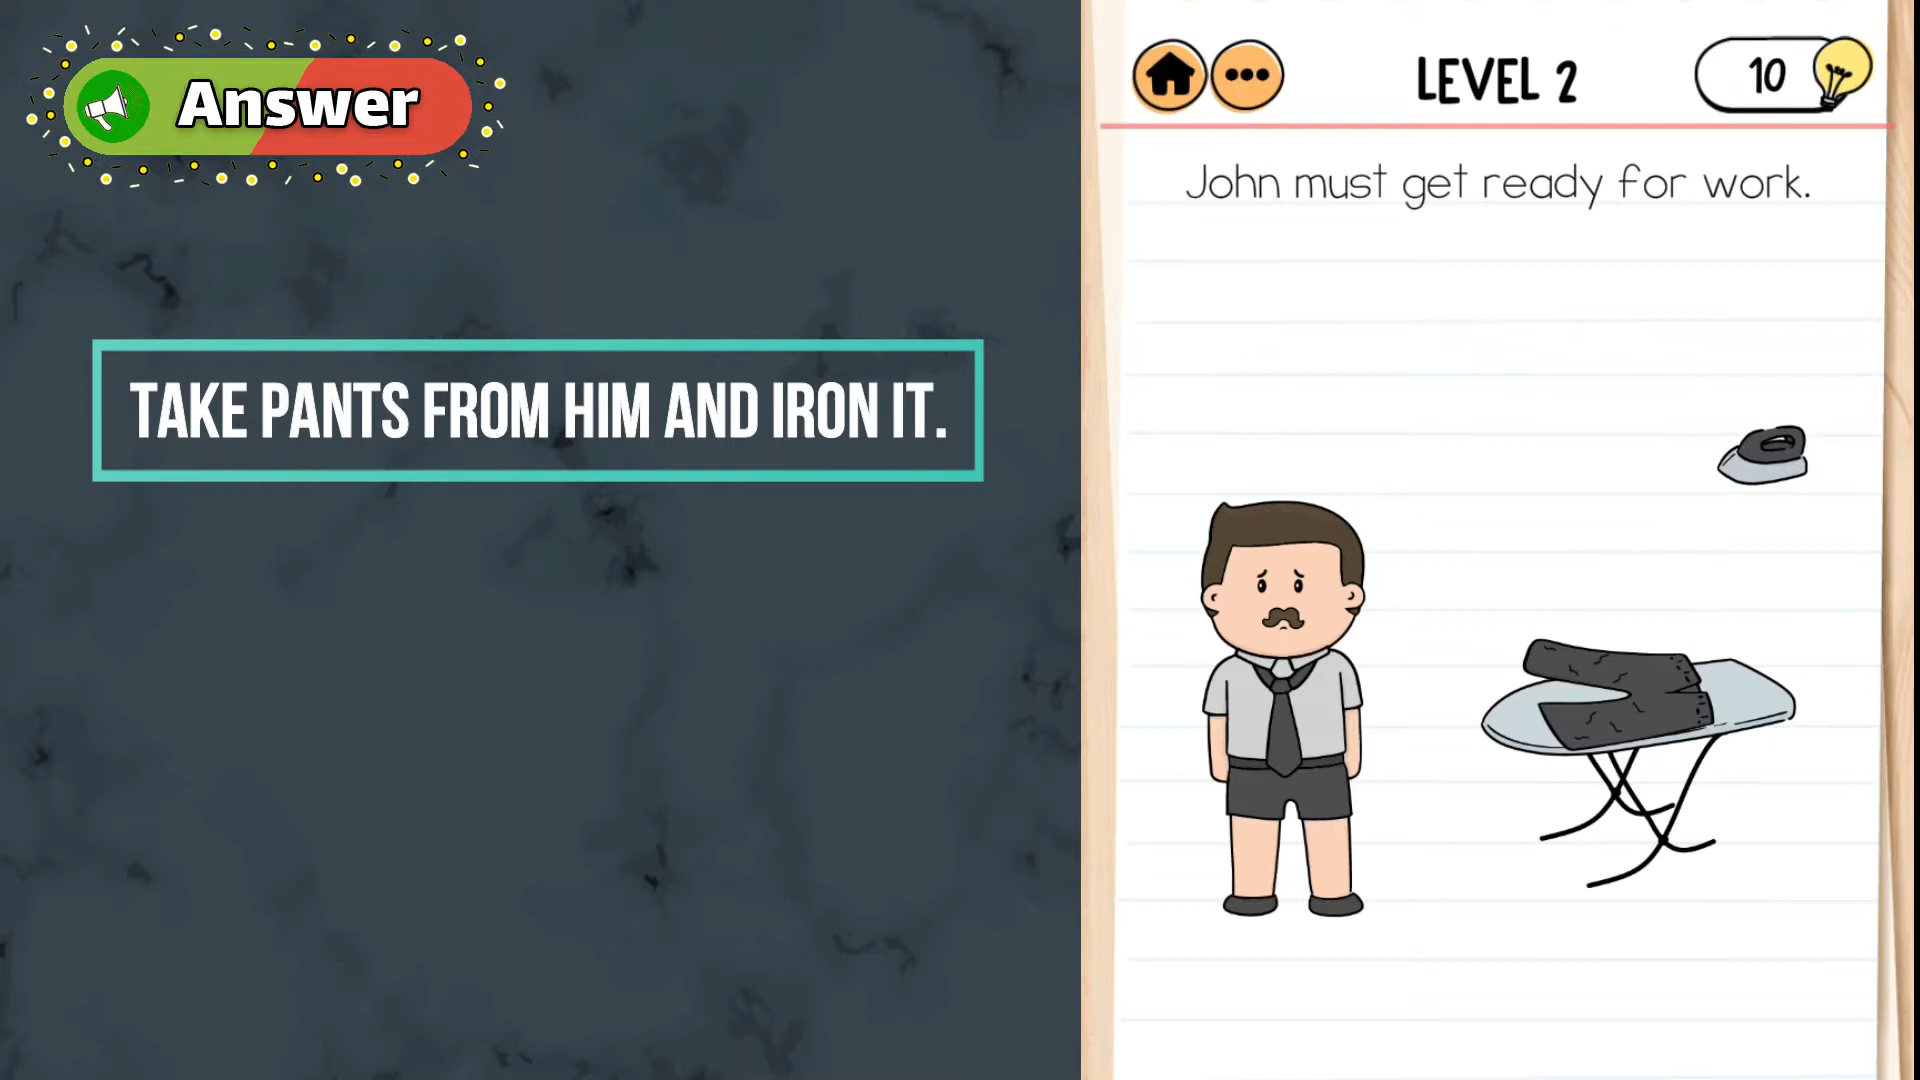 Answer
TAKE PANTS FROM HIM AND IRON IT.
LEVEL 2
10
John must get ready for work.